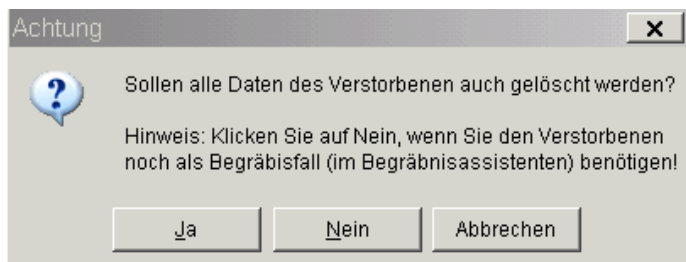 Achtung
Sollen alle Daten des Verstorbenen auch gelöscht werden?
Hinweis: Klicken Sie auf Nein, wenn Sie den Verstorbenen
noch als Begräbisfall (im Begräbnisassistenten) benötigen!
Ja
Nein
Abbrechen